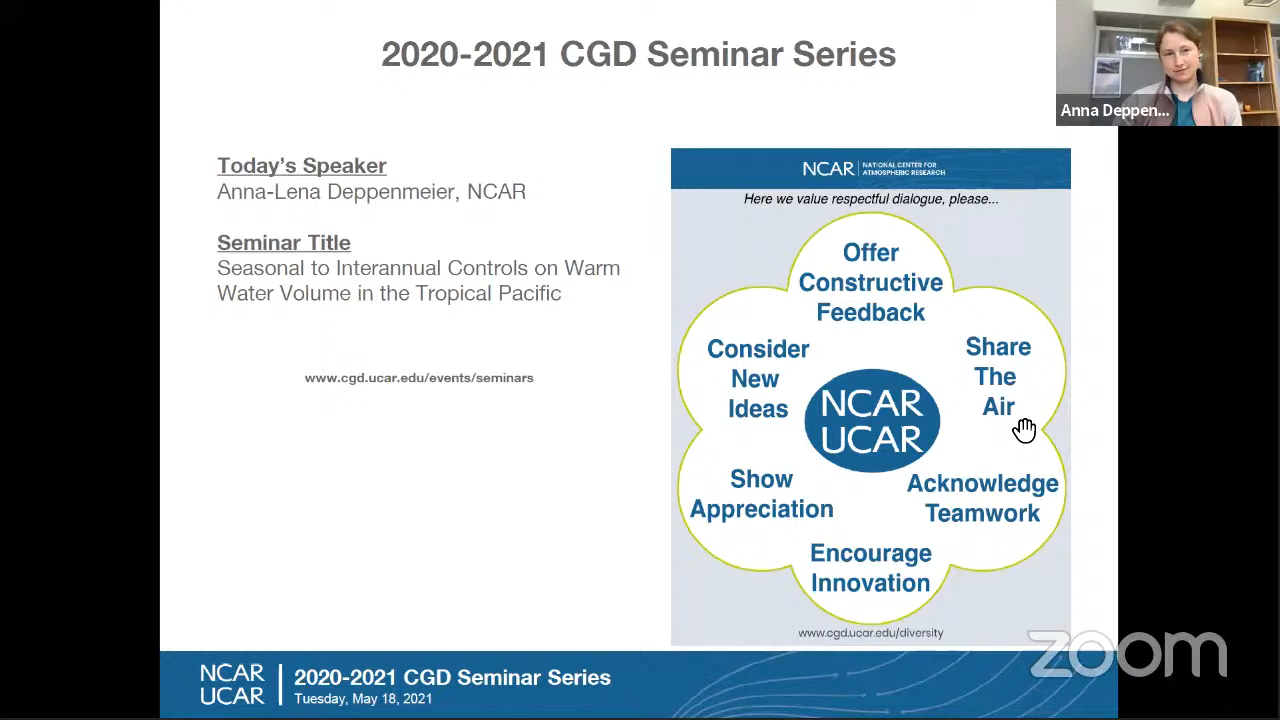 2020-2021 CGD Seminar Series
Anna Deppen...
Today's Speaker
Anna-Lena Deppenmeier, NCAR
Seminar Title
Seasonal to Interannual Controls on Warm
Water Volume in the Tropical Pacific
www.cgd.ucar.edu/events/seminars
NCAR
NATIONAL CENTER FOR
ATMOSPHERIC RESEARCH
Here we value respectful dialogue, please...
Offer
Constructive
Feedback
Consider
New
Ideas
Share
The
Air
NCAR
UCAR
Show
Appreciation
Acknowledge
Teamwork
Encourage
Innovation
www.cgd.ucar.edu/diversity
zoom
NCAR
UCAR
2020-2021 CGD Seminar Series
Tuesday, May 18, 2021